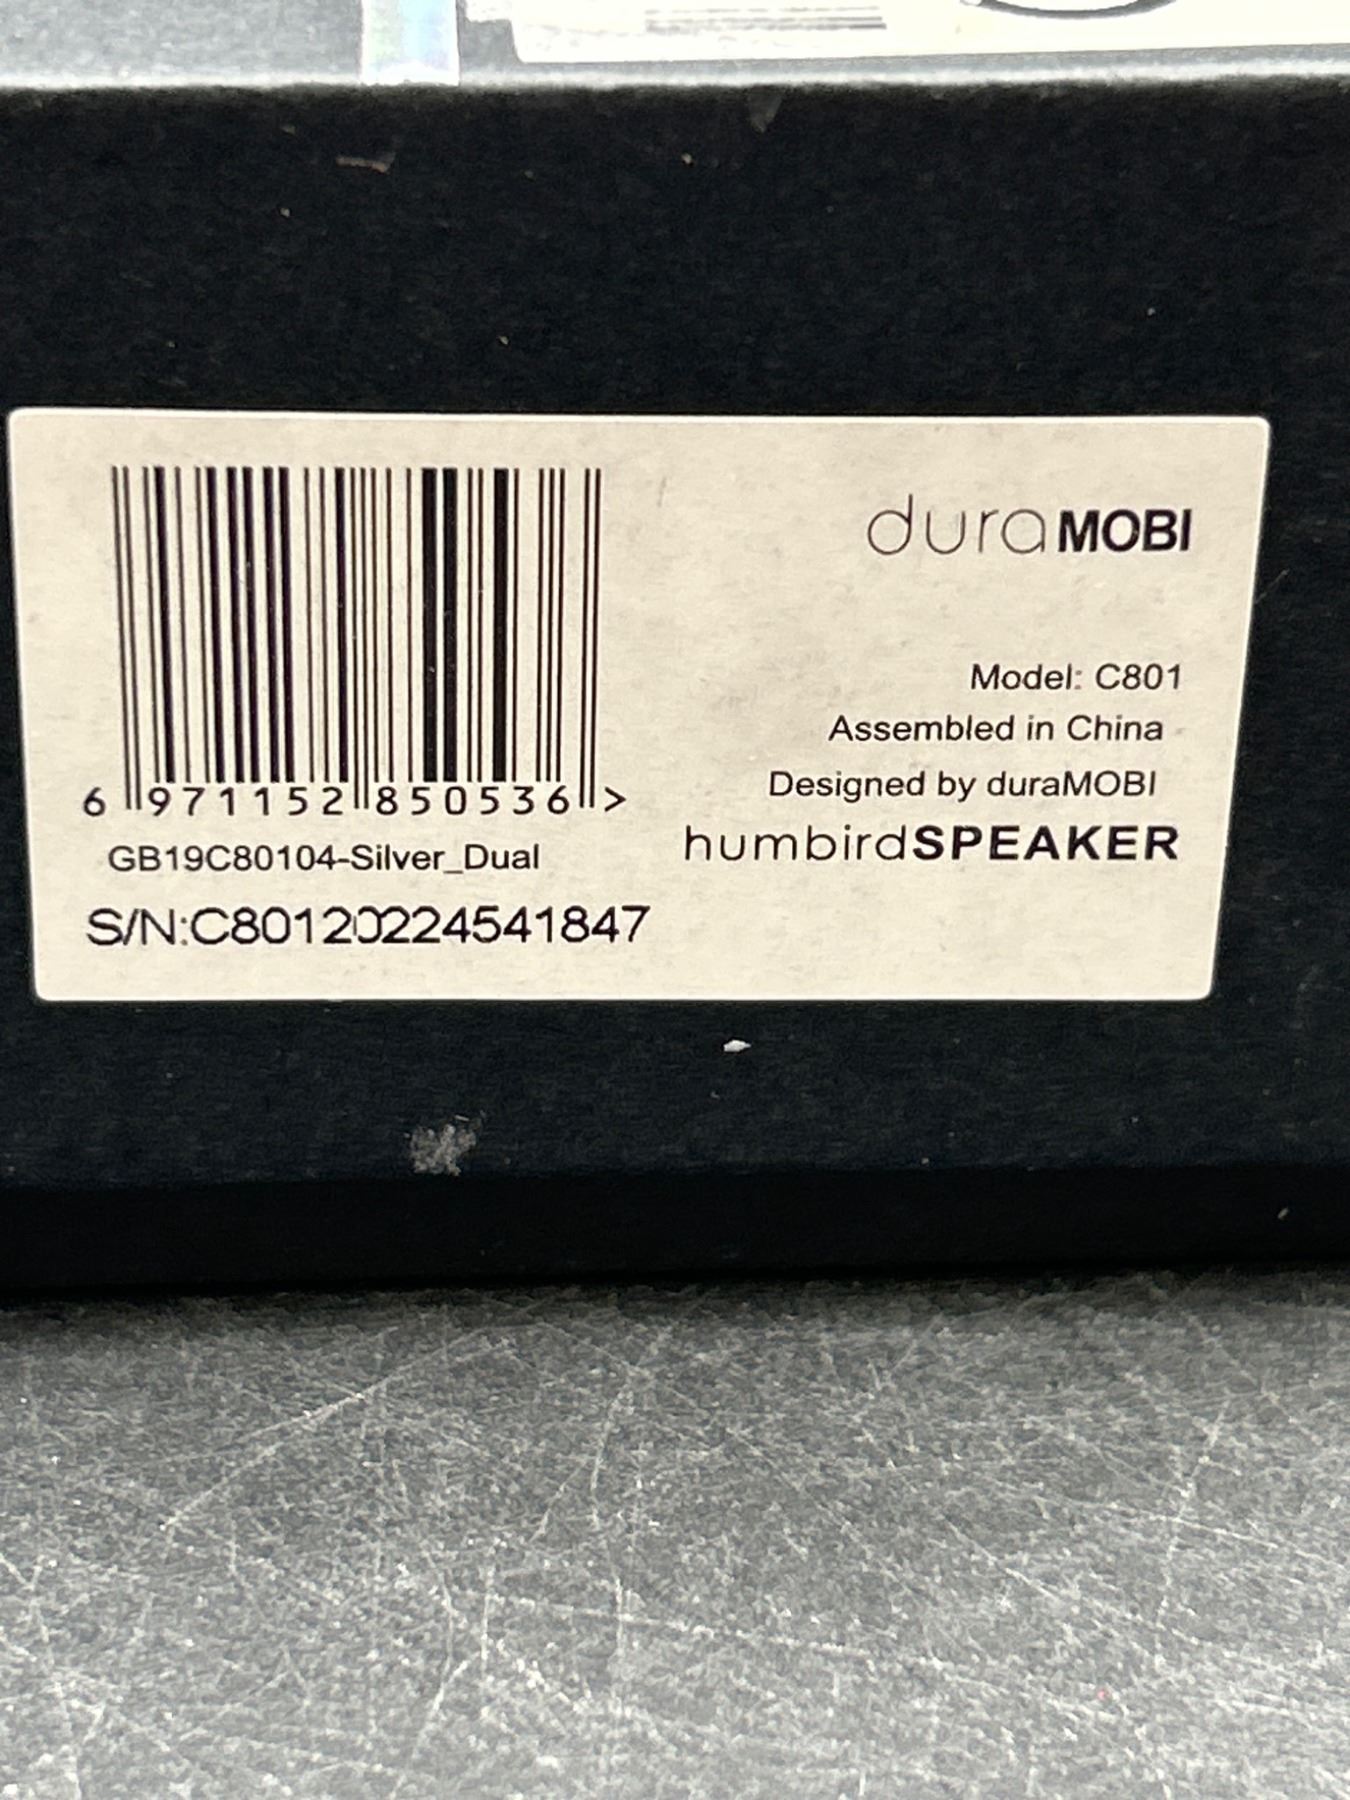 6 971152 850536 >
GB19C80104-Silver_Dual
S/N:C80120224541847
duraMOBI
Model: C801
Assembled in China
Designed by duraMOBI
humbirdSPEAKER